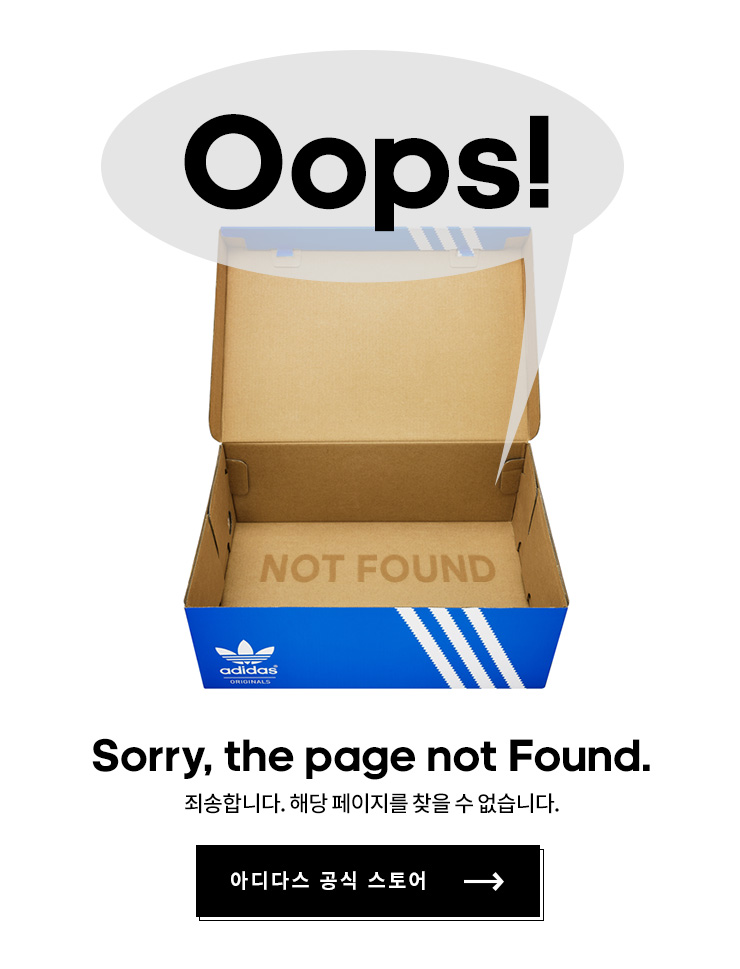 Oops!
NOT FOUND
adidas
ORIGINALS
Sorry, the page not Found.
죄송합니다. 해당 페이지를 찾을 수 없습니다.
아디다스 공식 스토어